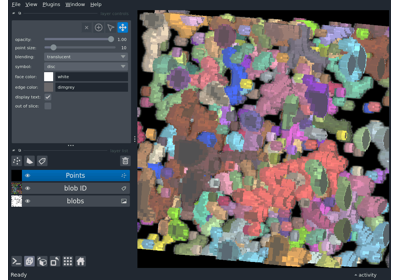 File View Plugins Window Help
opacity: 1.00
point size: 10
blending: translucent
symbol: disc
face color: white
edge color: dimgrey
display text:
out of slice:
Points
blob ID
blobs
Ready
activity